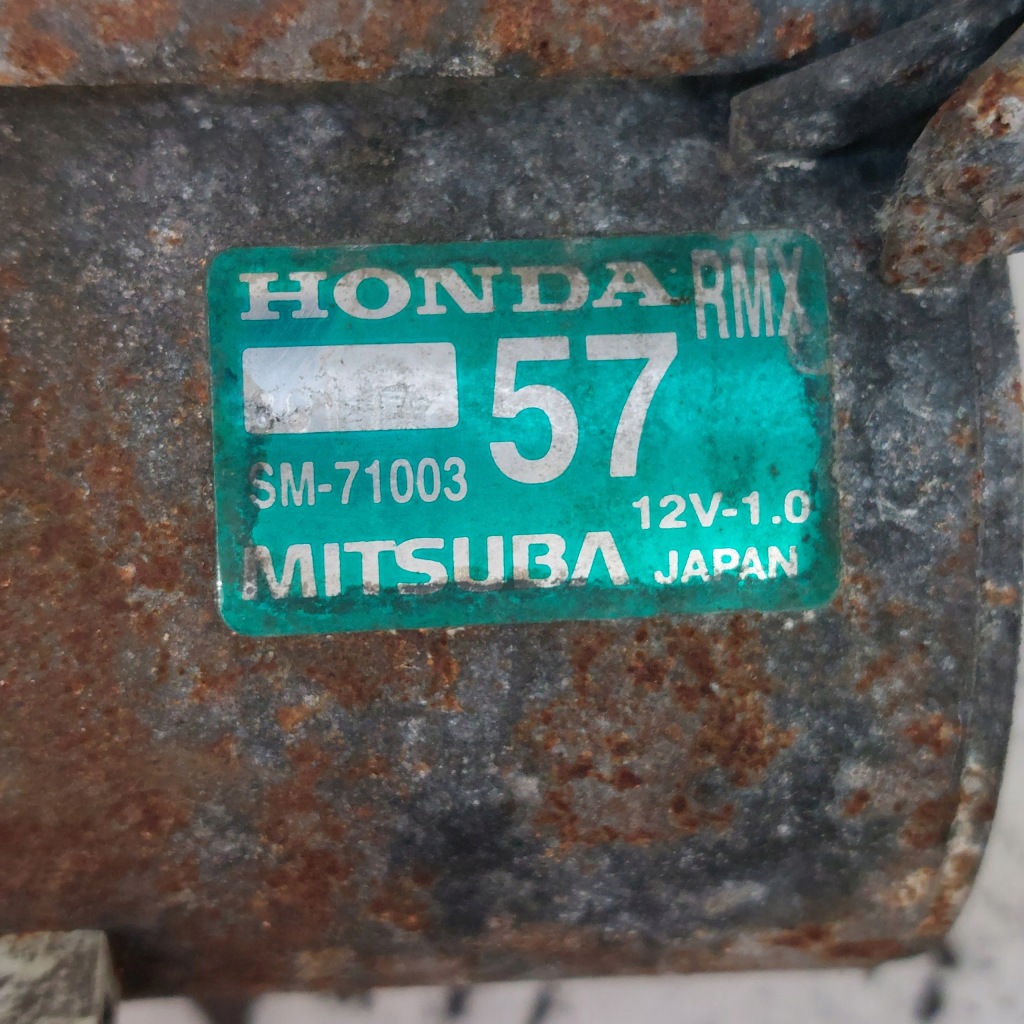 HONDA RMX
57
SM-71003
12V-1.0
MITSUBA JAPAN